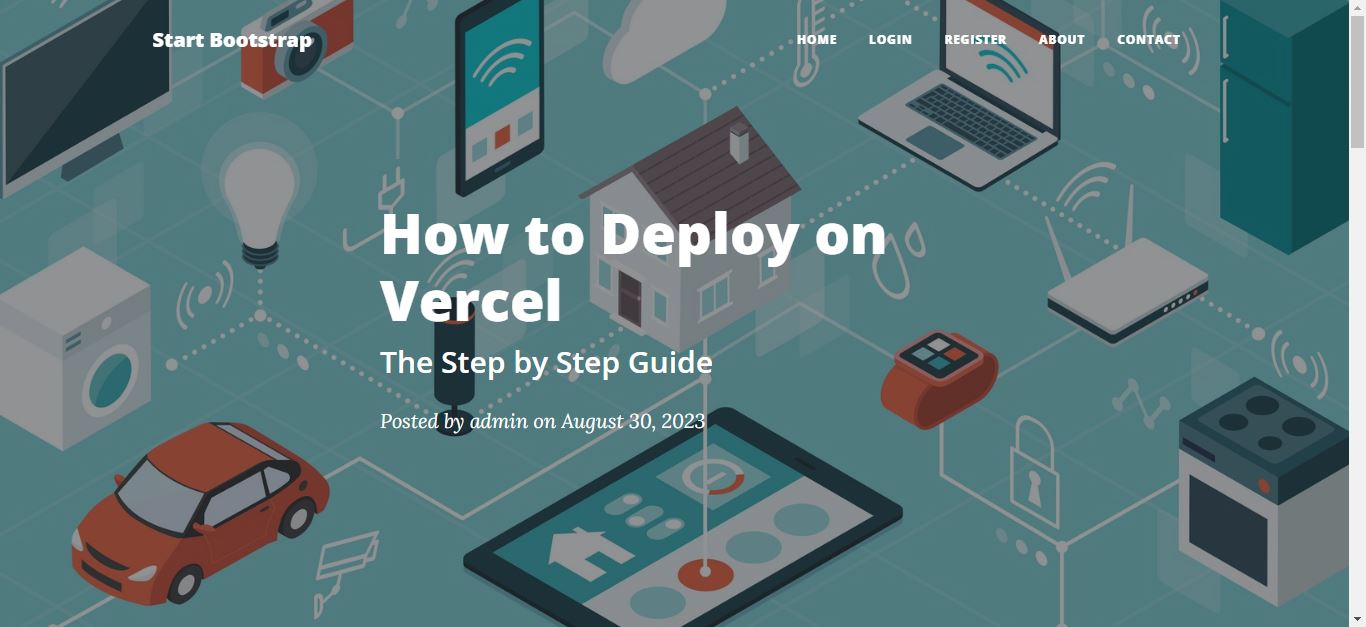 Start Bootstrap
HOME LOGIN REGISTER ABOUT CONTACT
How to Deploy on
Vercel
The Step by Step Guide
Posted by admin on August 30, 2023